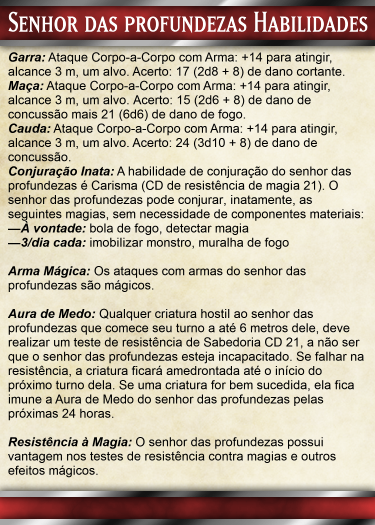 SENHOR DAS PROFUNDEZAS HABILIDADES
Garra: Ataque Corpo-a-Corpo com Arma: +14 para atingir,
alcance 3 m, um alvo. Acerto: 17 (2d8 + 8) de dano cortante.
Maça: Ataque Corpo-a-Corpo com Arma: +14 para atingir,
alcance 3 m, um alvo. Acerto: 15 (2d6 + 8) de dano de
concussão mais 21 (6d6) de dano de fogo.
Cauda: Ataque Corpo-a-Corpo com Arma: +14 para atingir,
alcance 3 m, um alvo. Acerto: 24 (3d10 + 8) de dano de
concussão.
Conjuração Inata: A habilidade de conjuração do senhor das
profundezas é Carisma (CD de resistência de magia 21). O
senhor das profundezas pode conjurar, inatamente, as
seguintes magias, sem necessidade de componentes materiais:
—À vontade: bola de fogo, detectar magia
—3/dia cada: imobilizar monstro, muralha de fogo
Arma Mágica: Os ataques com armas do senhor das
profundezas são mágicos.
Aura de Medo: Qualquer criatura hostil ao senhor das
profundezas que comece seu turno a até 6 metros dele, deve
realizar um teste de resistência de Sabedoria CD 21, a não ser
que o senhor das profundezas esteja incapacitado. Se falhar na
resistência, a criatura ficará amedrontada até o início do
próximo turno dela. Se uma criatura for bem sucedida, ela fica
imune a Aura de Medo do senhor das profundezas pelas
próximas 24 horas.
Resistência à Magia: O senhor das profundezas possui
vantagem nos testes de resistência contra magias e outros
efeitos mágicos.